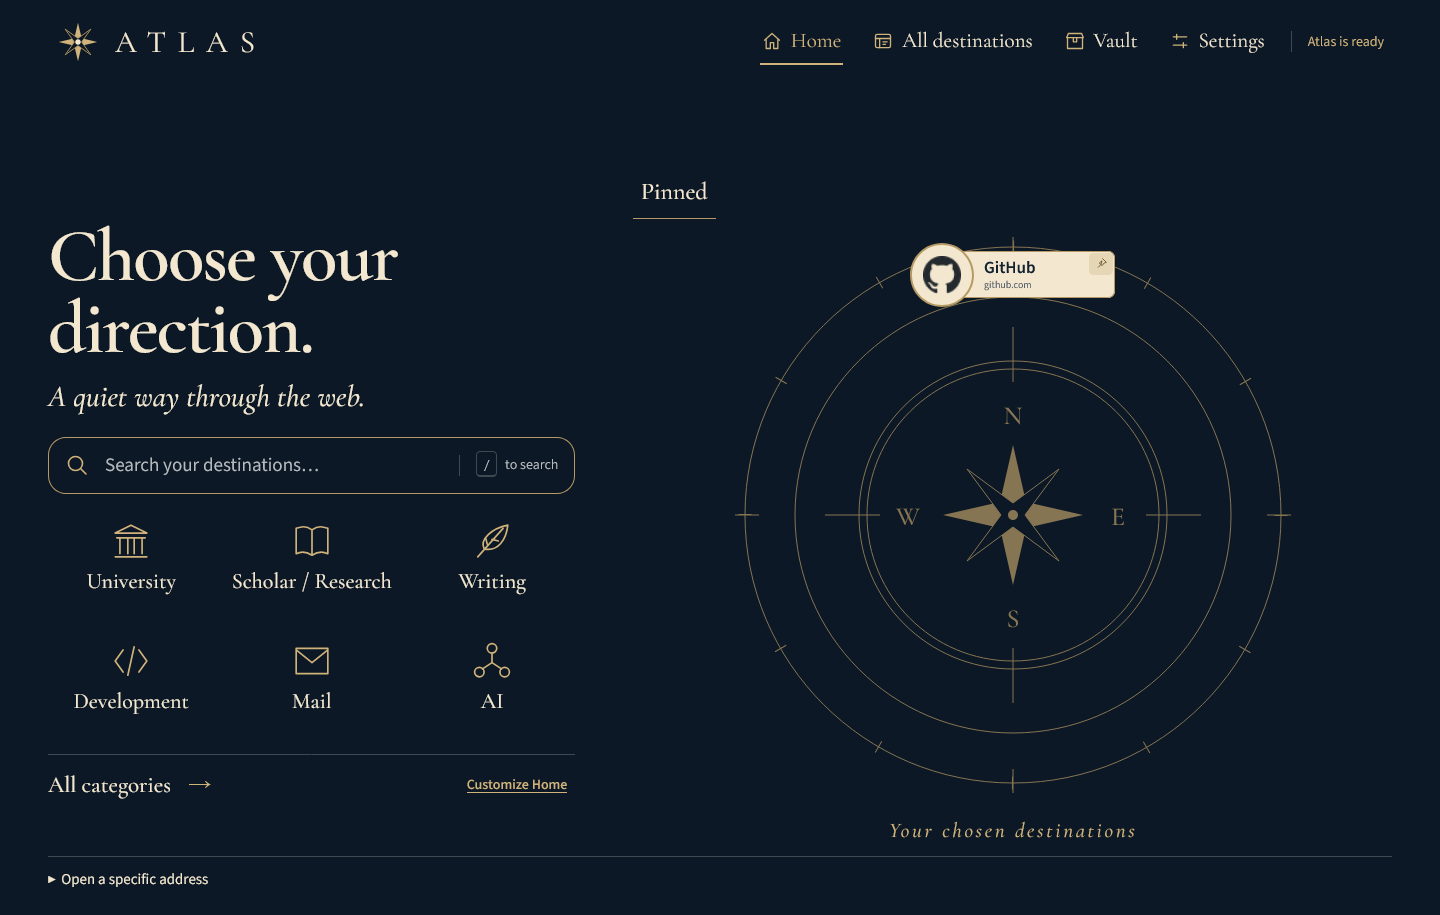 ATLAS
Home
All destinations
Vault
Settings
Atlas is ready
Pinned
Choose your
direction.
A quiet way through the web.
Search your destinations...
/ to search
University
Scholar / Research
Writing
Development
Mail
AI
All categories →
Customize Home
GitHub
github.com
N
W
E
S
Your chosen destinations
▸ Open a specific address